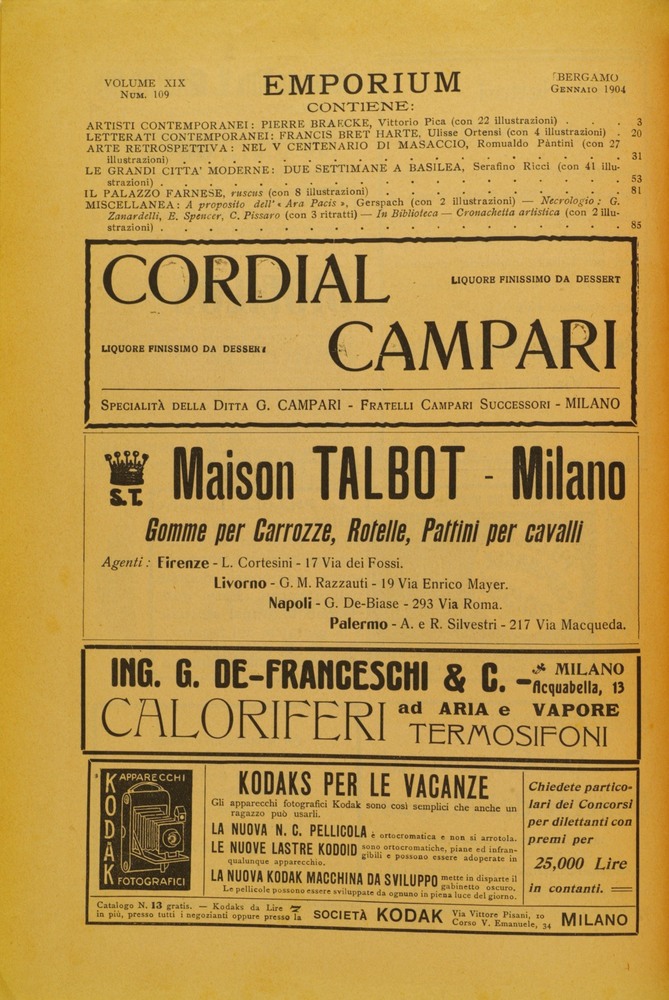 VOLUME XIX
NUM. 109
EMPORIUM
BERGAMO
GENNAIO 1904
CONTIENE:
ARTISTI CONTEMPORANEI: PIERRE BRAECKE, Vittorio Pica (con 22 illustrazioni) . . . 3
LETTERATI CONTEMPORANEI: FRANCIS BRET HARTE, Ulisse Ortensi (con 4 illustrazioni) . 20
ARTE RETROSPETTIVA: NEL V CENTENARIO DI MASACCIO, Romualdo Pàntini (con 27
illustrazioni) . . . . . . . . . . . . . 31
LE GRANDI CITTA' MODERNE: DUE SETTIMANE A BASILEA, Serafino Ricci (con 41 illu-
strazioni) . . . . . . . . . . . . . 53
IL PALAZZO FARNESE, ruscus (con 8 illustrazioni) . . . . . . . 81
MISCELLANEA: A proposito dell' « Ara Pacis », Gerspach (con 2 illustrazioni) — Necrologio: G.
Zanardelli, E. Spencer, C. Pissaro (con 3 ritratti) — In Biblioteca — Cronachetta artistica (con 2 illu-
strazioni) . . . . . . . . . . . . . 85
CORDIAL
LIQUORE FINISSIMO DA DESSERT
LIQUORE FINISSIMO DA DESSERT
CAMPARI
SPECIALITÀ DELLA DITTA G. CAMPARI - FRATELLI CAMPARI SUCCESSORI - MILANO
S.T.
Maison TALBOT - Milano
Gomme per Carrozze, Rotelle, Pattini per cavalli
Agenti: Firenze - L. Cortesini - 17 Via dei Fossi.
Livorno - G. M. Razzauti - 19 Via Enrico Mayer.
Napoli - G. De-Biase - 293 Via Roma.
Palermo - A. e R. Silvestri - 217 Via Macqueda.
ING. G. DE-FRANCESCHI & C. - MILANO
Acquabella, 13
CALORIFERI ad ARIA e VAPORE
TERMOSIFONI
KODAK
APPARECCHI
FOTOGRAFICI
KODAKS PER LE VACANZE
Gli apparecchi fotografici Kodak sono così semplici che anche un
ragazzo può usarli.
LA NUOVA N. C. PELLICOLA è ortocromatica e non si arrotola.
LE NUOVE LASTRE KODOID sono ortocromatiche, piane ed infran-
gibili e possono essere adoperate in
qualunque apparecchio.
LA NUOVA KODAK MACCHINA DA SVILUPPO mette in disparte il
gabinetto oscuro.
Le pellicole possono essere sviluppate da ognuno in piena luce del giorno.
Chiedete partico-
lari dei Concorsi
per dilettanti con
premi per
25,000 Lire
in contanti.
Catalogo N. 13 gratis. — Kodaks da Lire 7
in più, presso tutti i negozianti oppure presso la
SOCIETÀ KODAK
Via Vittore Pisani, 10
Corso V. Emanuele, 34
MILANO